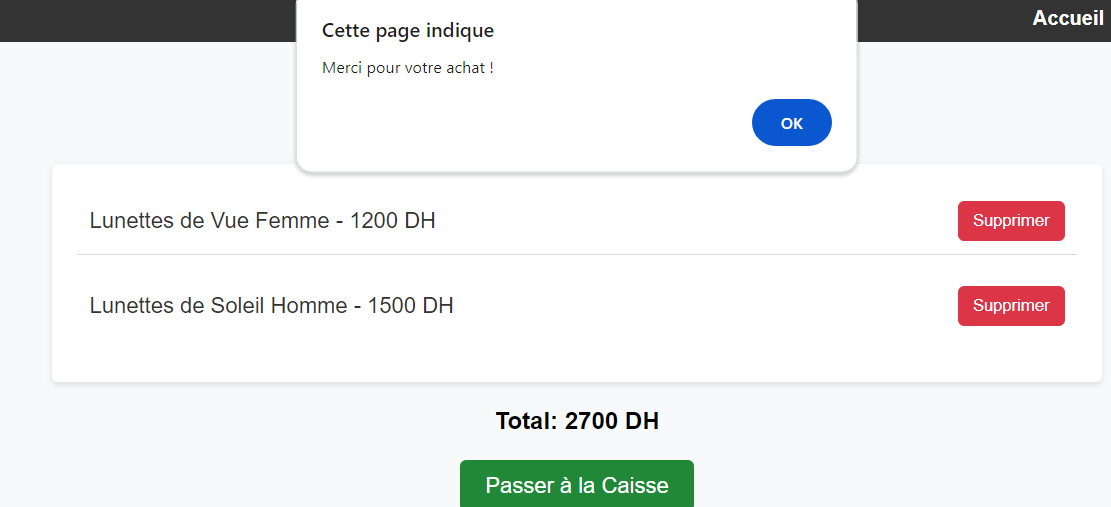 Accueil
Cette page indique
Merci pour votre achat !
OK
Lunettes de Vue Femme - 1200 DH
Supprimer
Lunettes de Soleil Homme - 1500 DH
Supprimer
Total: 2700 DH
Passer à la Caisse